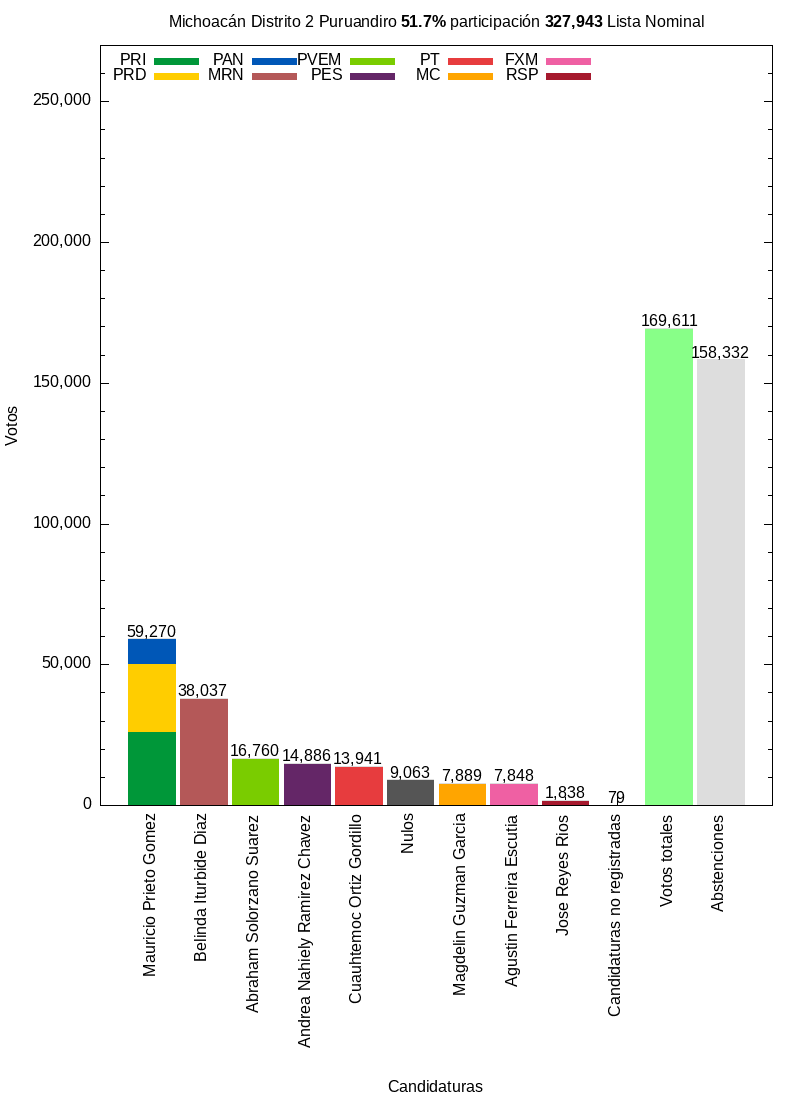 Michoacán Distrito 2 Puruandiro 51.7% participación 327,943 Lista Nominal
PRI PAN PVEM PT FXM
PRD MRN PES MC RSP
250,000
200,000
150,000
100,000
50,000
0
Votos
59,270
38,037
16,760
14,886
13,941
9,063
7,889
7,848
1,838
79
169,611
158,332
Mauricio Prieto Gomez
Belinda Iturbide Diaz
Abraham Solorzano Suarez
Andrea Nahiely Ramirez Chavez
Cuauhtemoc Ortiz Gordillo
Nulos
Magdelin Guzman Garcia
Agustin Ferreira Escutia
Jose Reyes Rios
Candidaturas no registradas
Votos totales
Abstenciones
Candidaturas